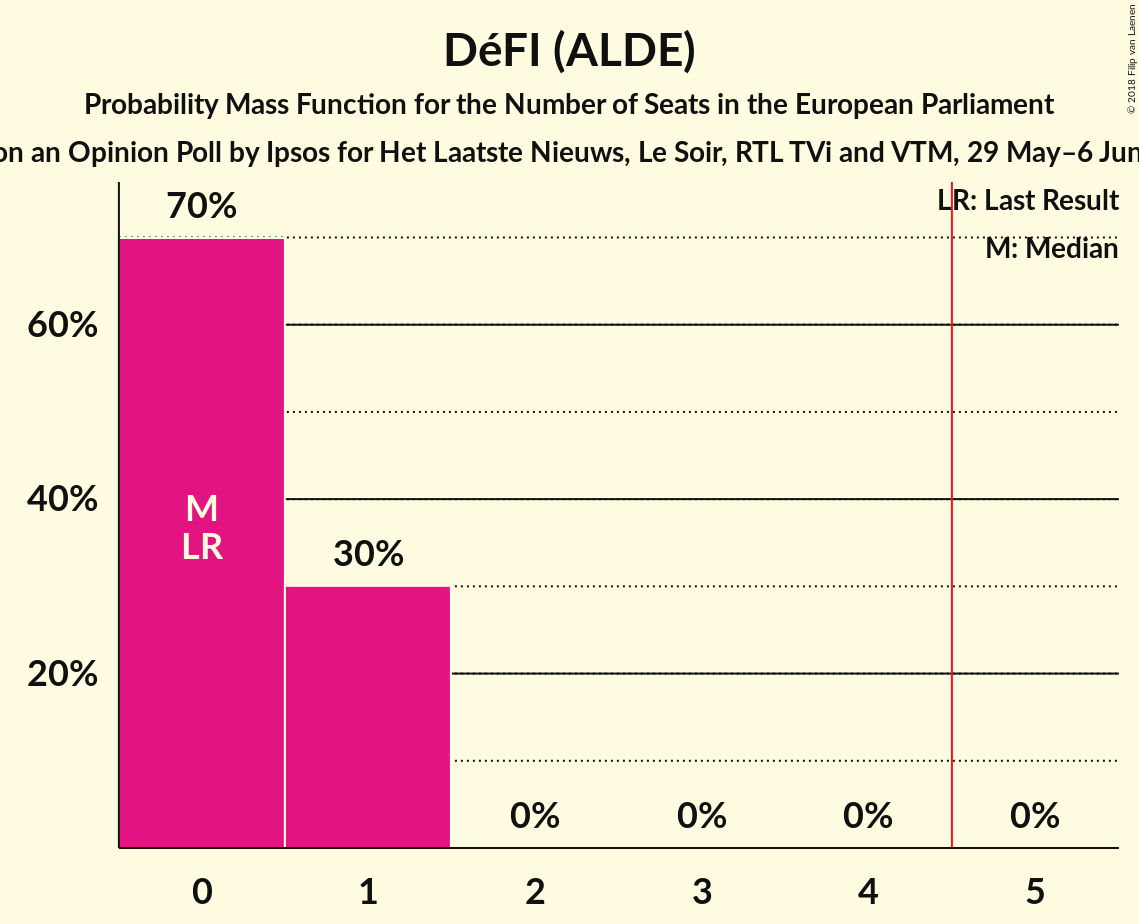 DéFI (ALDE)
Probability Mass Function for the Number of Seats in the European Parliament
on an Opinion Poll by Ipsos for Het Laatste Nieuws, Le Soir, RTL TVi and VTM, 29 May–6 Jun
© 2018 Filip van Laenen
LR: Last Result
M: Median
70%
60%
40%
20%
M
LR
30%
0% 0% 0% 0%
0 1 2 3 4 5